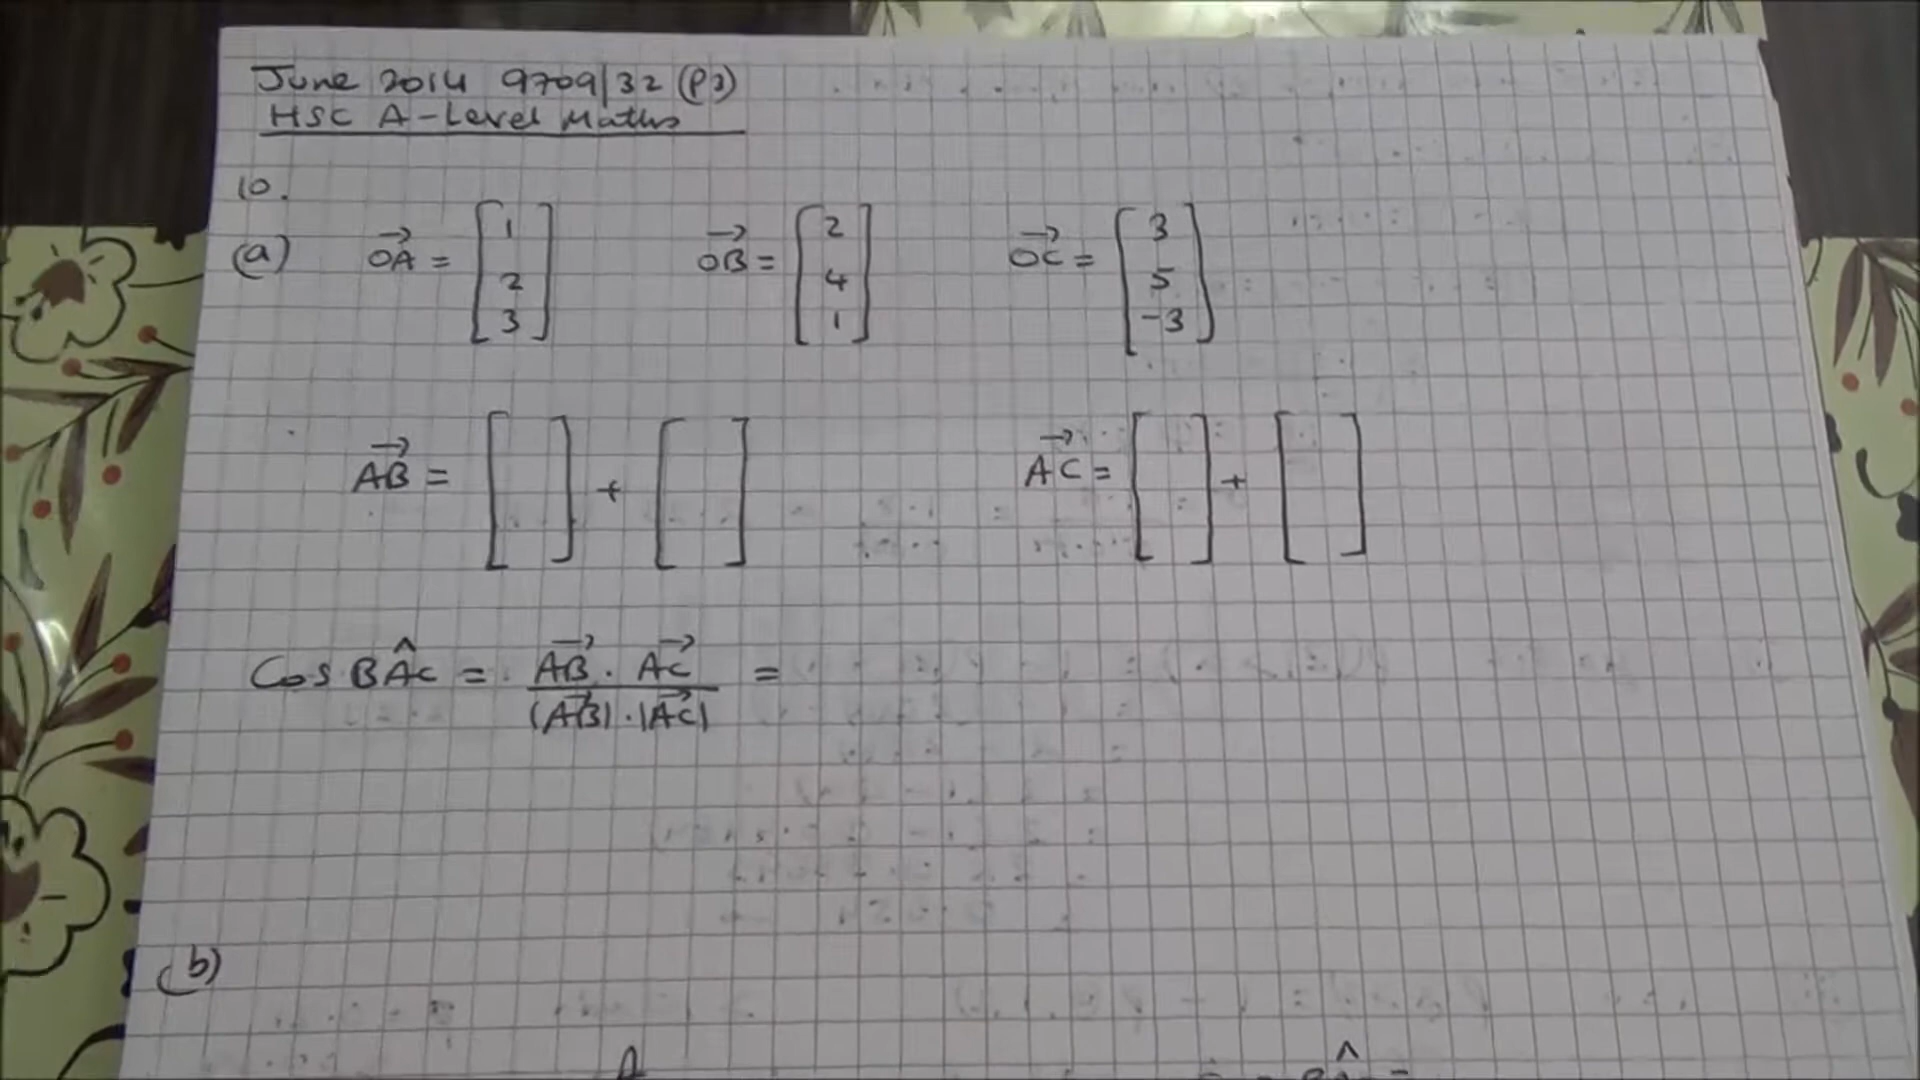 June 2014 9709/32 (P3)
HSC A-Level Maths
10.
(a) OA = [1 2 3] OB = [2 4 1] OC = [3 5 -3]
AB = [ ] + [ ] AC = [ ] + [ ]
Cos BÂC = AB . AC =
|AB| . |AC|
(b)